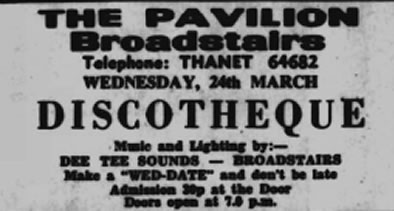 THE PAVILION
Broadstairs
Telephone: THANET 64682
WEDNESDAY, 24th MARCH
DISCOTHEQUE
Music and Lighting by:—
DEE TEE SOUNDS — BROADSTAIRS
Make a "WED-DATE" and don't be late
Admission 30p at the Door
Doors open at 7.0 p.m.